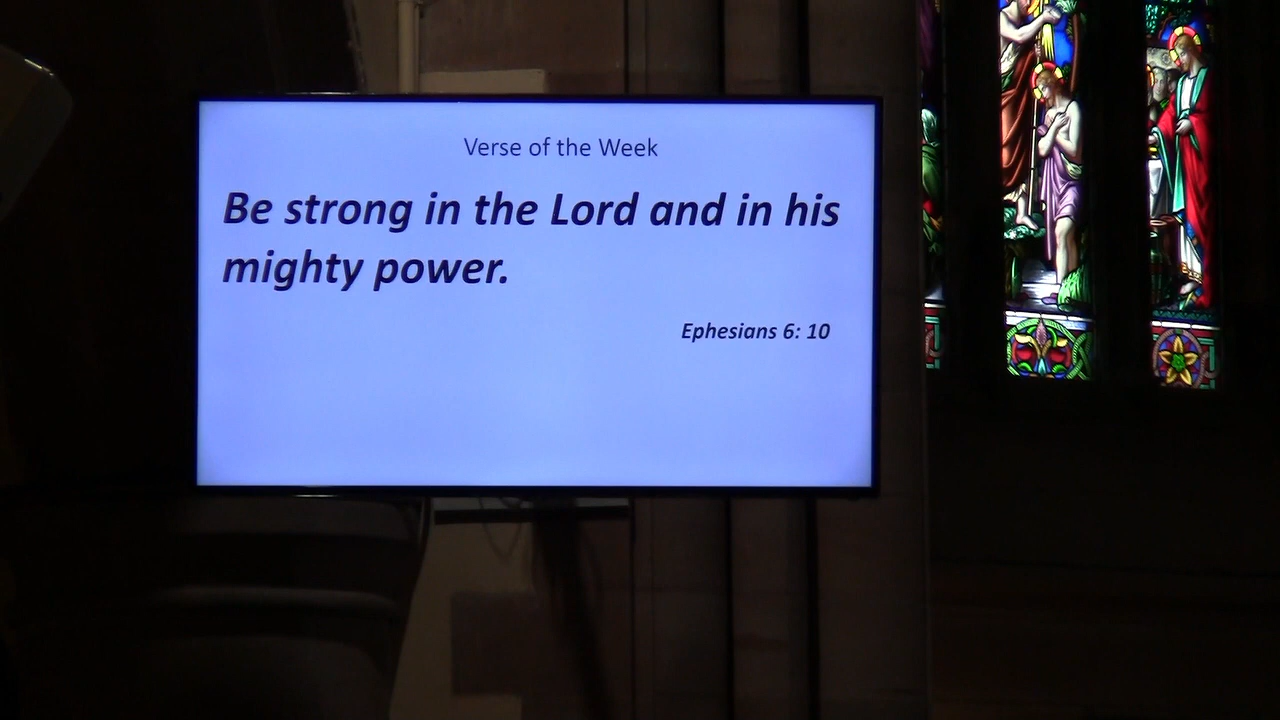 Verse of the Week
Be strong in the Lord and in his
mighty power.
Ephesians 6: 10